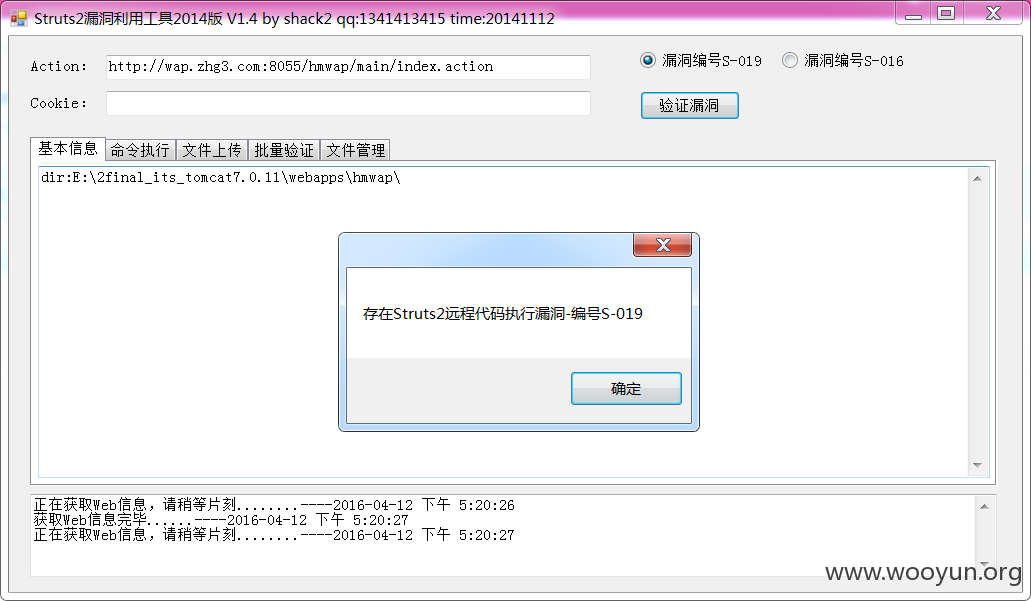 Struts2漏洞利用工具2014版 V1.4 by shack2 qq:1341413415 time:20141112
Action: http://wap.zhg3.com:8055/hmwap/main/index.action 漏洞编号S-019 漏洞编号S-016
Cookie: 验证漏洞
基本信息 命令执行 文件上传 批量验证 文件管理
dir:E:\2final_its_tomcat7.0.11\webapps\hmwap\
存在Struts2远程代码执行漏洞-编号S-019
确定
正在获取Web信息，请稍等片刻........----2016-04-12 下午 5:20:26
获取Web信息完毕......----2016-04-12 下午 5:20:27
正在获取Web信息，请稍等片刻........----2016-04-12 下午 5:20:27
www.wooyun.org